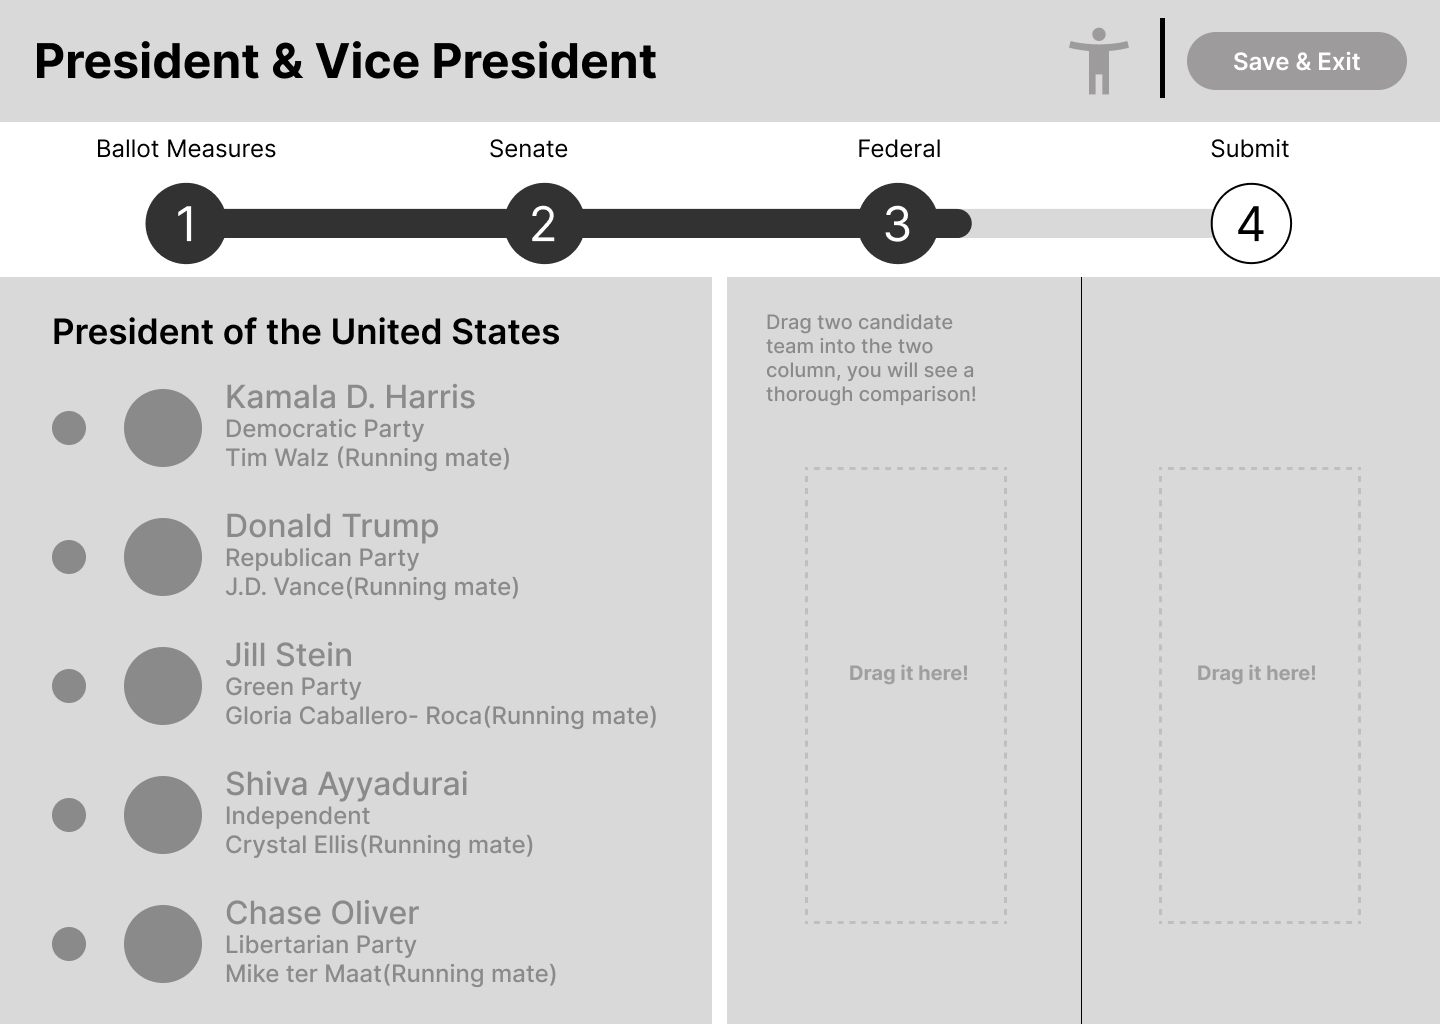 President & Vice President
Save & Exit
Ballot Measures
Senate
Federal
Submit
1
2
3
4
President of the United States
Kamala D. Harris
Democratic Party
Tim Walz (Running mate)
Donald Trump
Republican Party
J.D. Vance(Running mate)
Jill Stein
Green Party
Gloria Caballero- Roca(Running mate)
Shiva Ayyadurai
Independent
Crystal Ellis(Running mate)
Chase Oliver
Libertarian Party
Mike ter Maat(Running mate)
Drag two candidate
team into the two
column, you will see a
thorough comparison!
Drag it here!
Drag it here!